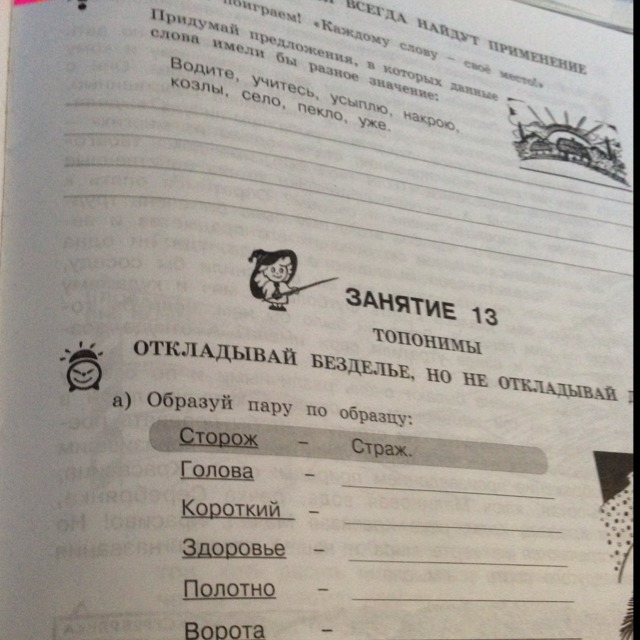 ВСЕГДА НАЙДУТ ПРИМЕНЕНИЕ
поиграем! «Каждому слову – своё место!»
Придумай предложения, в которых данные
слова имели бы разное значение:
Водите, учитесь, усыплю, накрою,
козлы, село, пекло, уже.
ЗАНЯТИЕ 13
ТОПОНИМЫ
ОТКЛАДЫВАЙ БЕЗДЕЛЬЕ, НО НЕ ОТКЛАДЫВАЙ
а) Образуй пару по образцу:
Сторож – Страж.
Голова –
Короткий –
Здоровье –
Полотно –
Ворота –